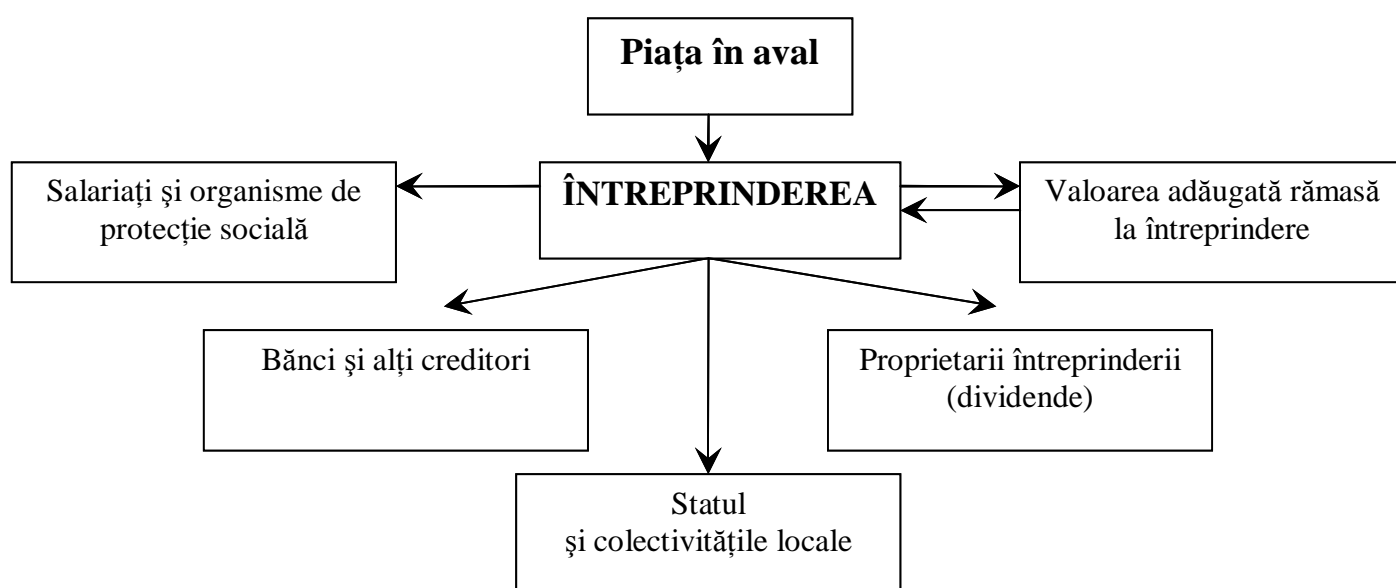 Piața în aval
Salariați şi organisme de
protecție socială
ÎNTREPRINDEREA
Valoarea adăugată rămasă
la întreprindere
Bănci şi alți creditori
Proprietarii întreprinderii
(dividende)
Statul
şi colectivitățile locale